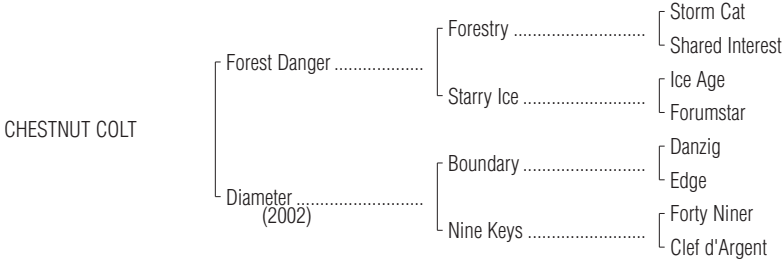 Storm Cat
Forestry ..........................
Shared Interest
Forest Danger ...................
Ice Age
Starry Ice ........................
Forumstar
CHESTNUT COLT
Danzig
Boundary ........................
Edge
Diameter ...........................
(2002)
Forty Niner
Nine Keys .......................
Clef d'Argent